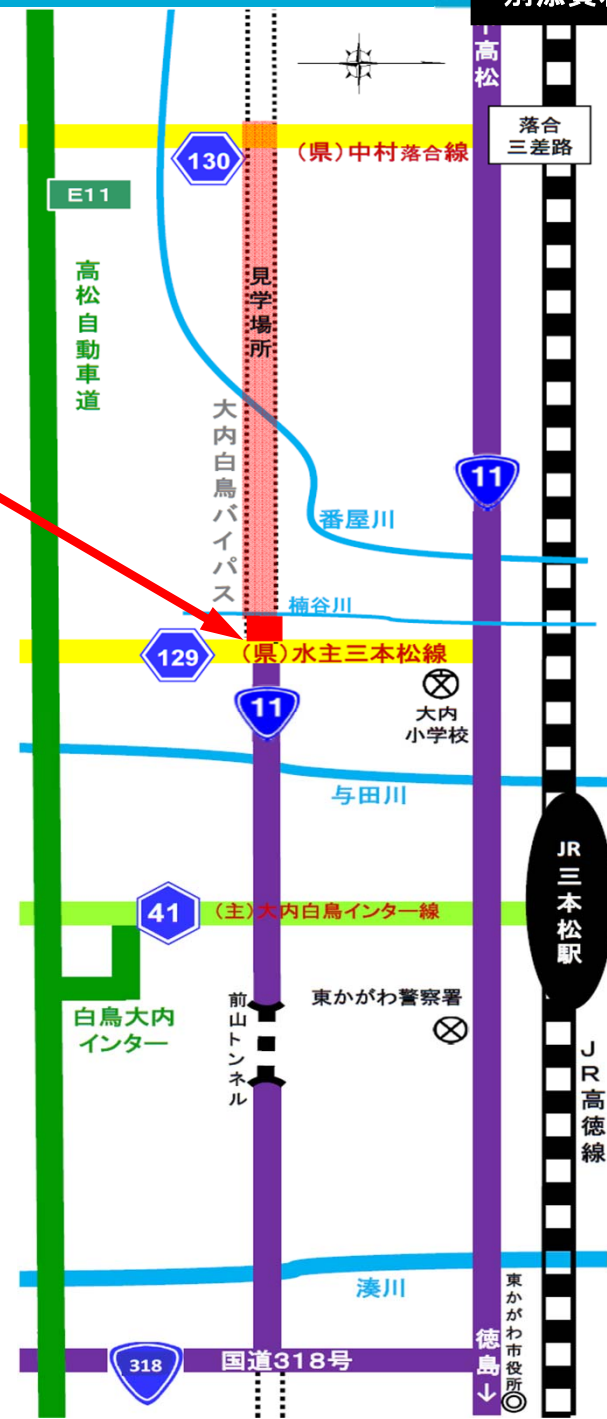 高松
落合
三差路
(県)中村落合線
130
E11
高松自動車道
見学場所
大内白鳥バイパス
11
番屋川
楠谷川
129
(県)水主三本松線
11
大内
小学校
与田川
JR
三本松駅
41
(主)大内白鳥インター線
白鳥大内
インター
前山トンネル
東かがわ警察署
JR高徳線
湊川
318
国道318号
徳島↓
東かがわ市役所